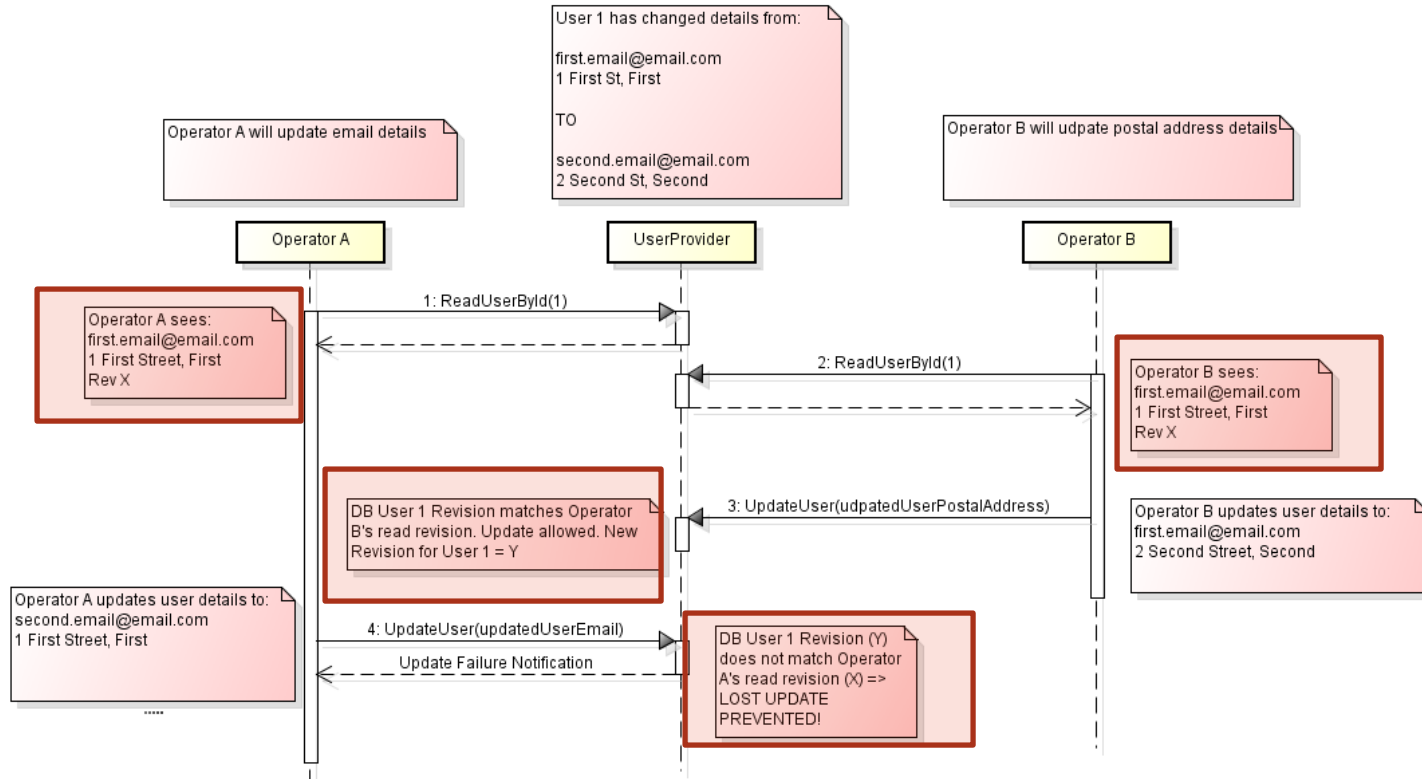 User 1 has changed details from:
first.email@email.com
1 First St, First
TO
second.email@email.com
2 Second St, Second
Operator A will update email details
Operator B will udpate postal address details
Operator A
UserProvider
Operator B
1: ReadUserById(1)
Operator A sees:
first.email@email.com
1 First Street, First
Rev X
2: ReadUserById(1)
Operator B sees:
first.email@email.com
1 First Street, First
Rev X
DB User 1 Revision matches Operator
B's read revision. Update allowed. New
Revision for User 1 = Y
3: UpdateUser(udpatedUserPostalAddress)
Operator B updates user details to:
first.email@email.com
2 Second Street, Second
Operator A updates user details to:
second.email@email.com
1 First Street, First
.....
4: UpdateUser(updatedUserEmail)
Update Failure Notification
DB User 1 Revision (Y)
does not match Operator
A's read revision (X) =>
LOST UPDATE
PREVENTED!